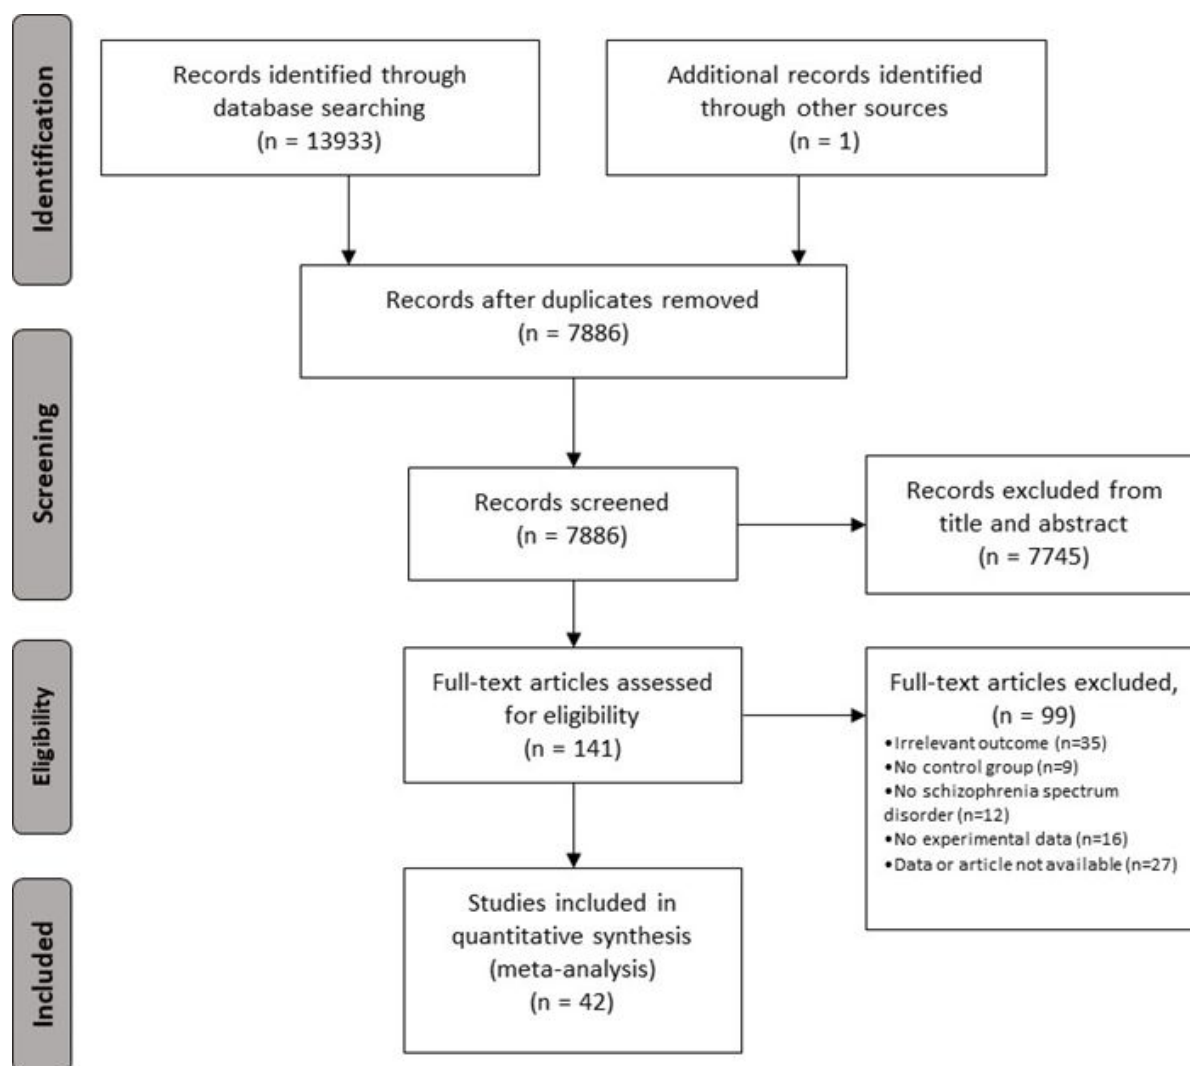 Identification
Records identified through
database searching
(n = 13933)
Additional records identified
through other sources
(n = 1)
Records after duplicates removed
(n = 7886)
Screening
Records screened
(n = 7886)
Records excluded from
title and abstract
(n = 7745)
Eligibility
Full-text articles assessed
for eligibility
(n = 141)
Full-text articles excluded,
(n = 99)
•Irrelevant outcome (n=35)
•No control group (n=9)
•No schizophrenia spectrum
disorder (n=12)
•No experimental data (n=16)
•Data or article not available (n=27)
Included
Studies included in
quantitative synthesis
(meta-analysis)
(n = 42)